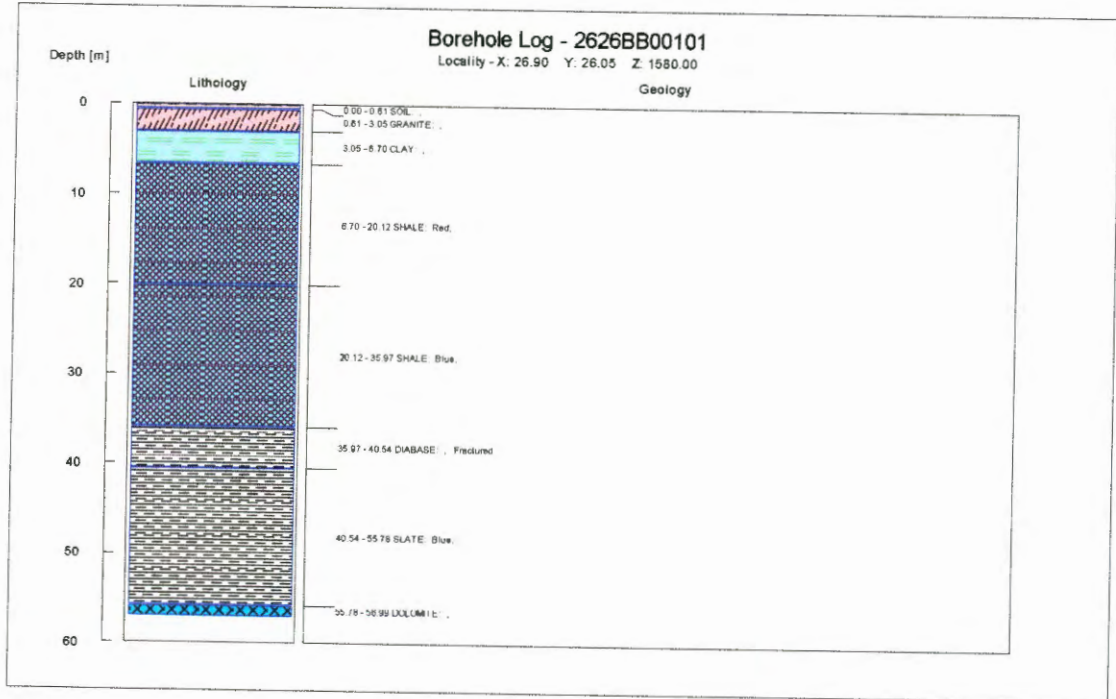 Borehole Log - 2626BB00101
Locality - X: 26.90 Y: 26.05 Z: 1580.00
Depth [m]
Lithology
Geology
0
10
20
30
40
50
60
0.00 - 0.61 SOIL: ,
0.61 - 3.05 GRANITE: ,
3.05 - 6.70 CLAY: ,
6.70 - 20.12 SHALE: Red,
20.12 - 35.97 SHALE: Blue,
35.97 - 40.54 DIABASE: , Fractured
40.54 - 55.78 SLATE: Blue,
55.78 - 56.99 DOLOMITE: ,